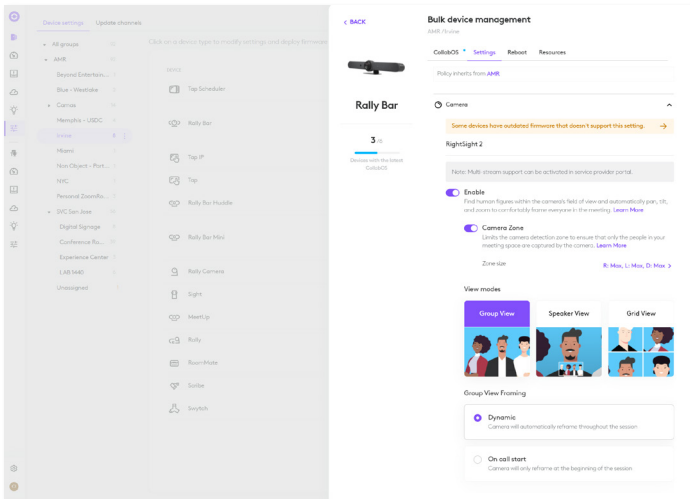 Device settings
Update channels
All groups
AMR
Beyond Entertain...
Blue - Westlake
Canvas
Memphis - USDC
Irvine
Miami
Non Object - Port...
NYC
Personal ZoomRo...
SVC San Jose
Digital Signage
Conference Ro...
Experience Center
LAB M4K
Unassigned
Click on a device type to modify settings and deploy firmware
DEVICE
Tap Scheduler
Rally Bar
Tap IP
Tap
Rally Bar Huddle
Rally Bar Mini
Rally Camera
Sight
MeetUp
Rally
RoomMate
Scribe
Swytch
BACK
Rally Bar
3
Devices with the latest
CollabOS
Bulk device management
AMR /Irvine
CollabOS
Settings
Reboot
Resources
Policy inherits from AMR
Camera
Some devices have outdated firmware that doesn't support this setting.
RightSight 2
Note: Multi-stream support can be activated in service provider portal.
Enable
Find human figures within the camera's field of view and automatically pan, tilt,
and zoom to comfortably frame everyone in the meeting. Learn More
Camera Zone
Limits the camera detection zone to ensure that only the people in your
meeting space are captured by the camera. Learn More
Zone size
R: Max, L: Max, D: Max
View modes
Group View
Speaker View
Grid View
Group View Framing
Dynamic
Camera will automatically reframe throughout the session
On call start
Camera will only reframe at the beginning of the session